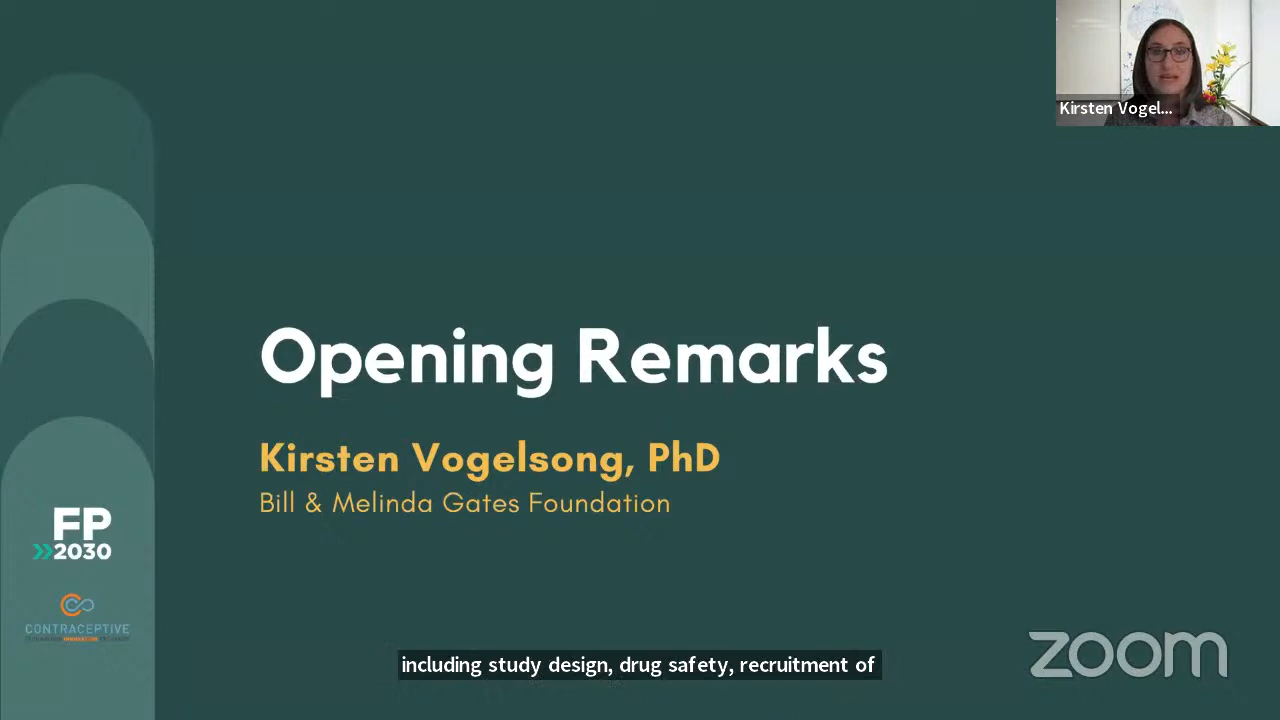 Kirsten Vogel...
Opening Remarks
Kirsten Vogelsong, PhD
Bill & Melinda Gates Foundation
FP
2030
CONTRACEPTIVE
including study design, drug safety, recruitment of
zoom